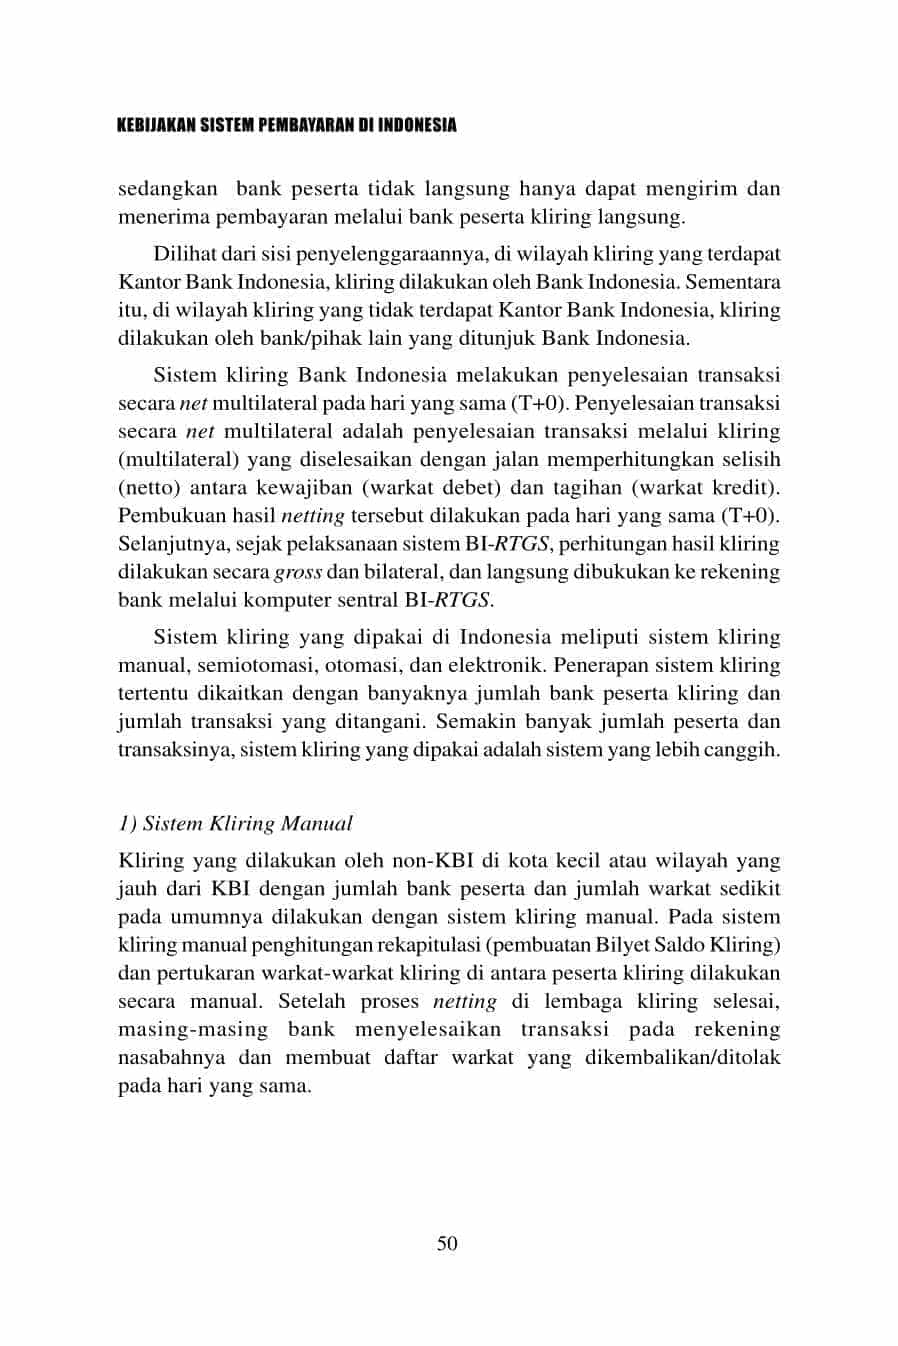 KEBIJAKAN SISTEM PEMBAYARAN DI INDONESIA
sedangkan bank peserta tidak langsung hanya dapat mengirim dan
menerima pembayaran melalui bank peserta kliring langsung.
Dilihat dari sisi penyelenggaraannya, di wilayah kliring yang terdapat
Kantor Bank Indonesia, kliring dilakukan oleh Bank Indonesia. Sementara
itu, di wilayah kliring yang tidak terdapat Kantor Bank Indonesia, kliring
dilakukan oleh bank/pihak lain yang ditunjuk Bank Indonesia.
Sistem kliring Bank Indonesia melakukan penyelesaian transaksi
secara net multilateral pada hari yang sama (T+0). Penyelesaian transaksi
secara net multilateral adalah penyelesaian transaksi melalui kliring
(multilateral) yang diselesaikan dengan jalan memperhitungkan selisih
(netto) antara kewajiban (warkat debet) dan tagihan (warkat kredit).
Pembukuan hasil netting tersebut dilakukan pada hari yang sama (T+0).
Selanjutnya, sejak pelaksanaan sistem BI-RTGS, perhitungan hasil kliring
dilakukan secara gross dan bilateral, dan langsung dibukukan ke rekening
bank melalui komputer sentral BI-RTGS.
Sistem kliring yang dipakai di Indonesia meliputi sistem kliring
manual, semiotomasi, otomasi, dan elektronik. Penerapan sistem kliring
tertentu dikaitkan dengan banyaknya jumlah bank peserta kliring dan
jumlah transaksi yang ditangani. Semakin banyak jumlah peserta dan
transaksinya, sistem kliring yang dipakai adalah sistem yang lebih canggih.
1) Sistem Kliring Manual
Kliring yang dilakukan oleh non-KBI di kota kecil atau wilayah yang
jauh dari KBI dengan jumlah bank peserta dan jumlah warkat sedikit
pada umumnya dilakukan dengan sistem kliring manual. Pada sistem
kliring manual penghitungan rekapitulasi (pembuatan Bilyet Saldo Kliring)
dan pertukaran warkat-warkat kliring di antara peserta kliring dilakukan
secara manual. Setelah proses netting di lembaga kliring selesai,
masing-masing bank menyelesaikan transaksi pada rekening
nasabahnya dan membuat daftar warkat yang dikembalikan/ditolak
pada hari yang sama.
50